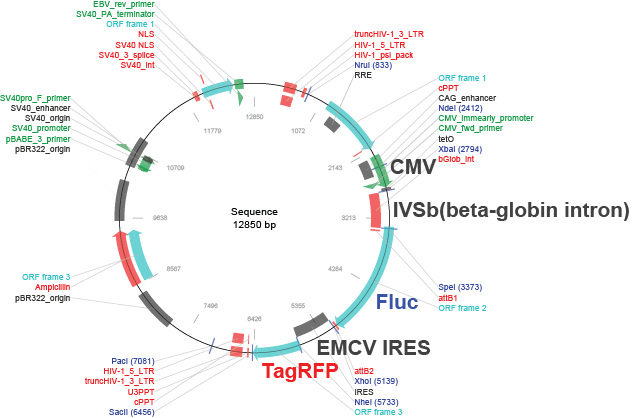 EBV_rev_primer
SV40_PA_terminator
ORF frame 1
NLS
SV40 NLS
SV40_3_splice
SV40_int
truncHIV-1_3_LTR
HIV-1_5_LTR
HIV-1_psi_pack
NruI (833)
RRE
ORF frame 1
cPPT
CAG_enhancer
NdeI (2412)
CMV_immearly_promoter
CMV_fwd_primer
tetO
XbaI (2794)
bGlob_int
CMV
IVSb(beta-globin intron)
SpeI (3373)
attB1
ORF frame 2
Fluc
EMCV IRES
TagRFP
attB2
XhoI (5139)
IRES
NheI (5733)
ORF frame 3
PacI (7081)
HIV-1_5_LTR
truncHIV-1_3_LTR
U3PPT
cPPT
SacII (6456)
ORF frame 3
Ampicillin
pBR322_origin
SV40pro_F_primer
SV40_enhancer
SV40_origin
SV40_promoter
pBABE_3_primer
pBR322_origin
12850
1072
2143
3213
4284
5355
6426
7496
8567
9638
10709
11779
Sequence
12850 bp